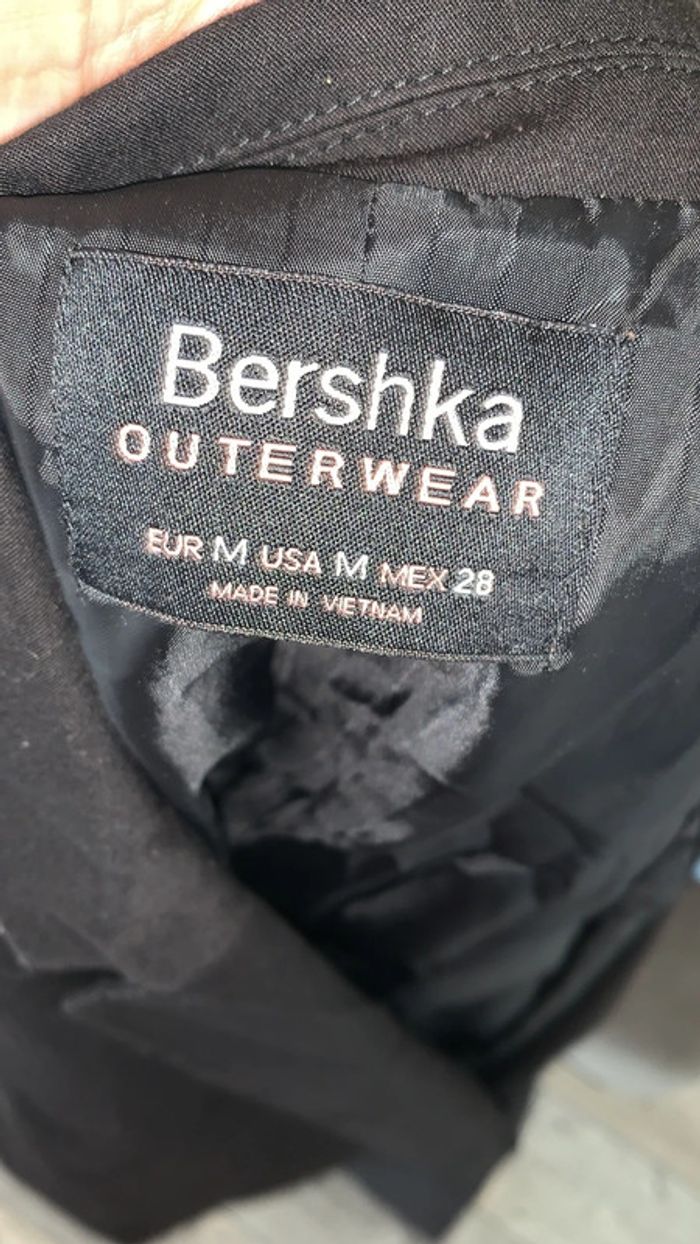 Bershka
OUTERWEAR
EUR M USA M MEX 28
MADE IN VIETNAM